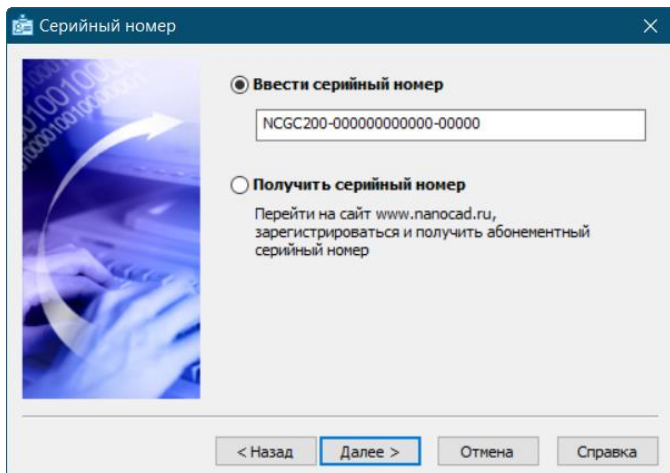 Серийный номер
Ввести серийный номер
NCGC200-000000000000-00000
Получить серийный номер
Перейти на сайт www.nanocad.ru,
зарегистрироваться и получить абонементный
серийный номер
< Назад
Далее >
Отмена
Справка